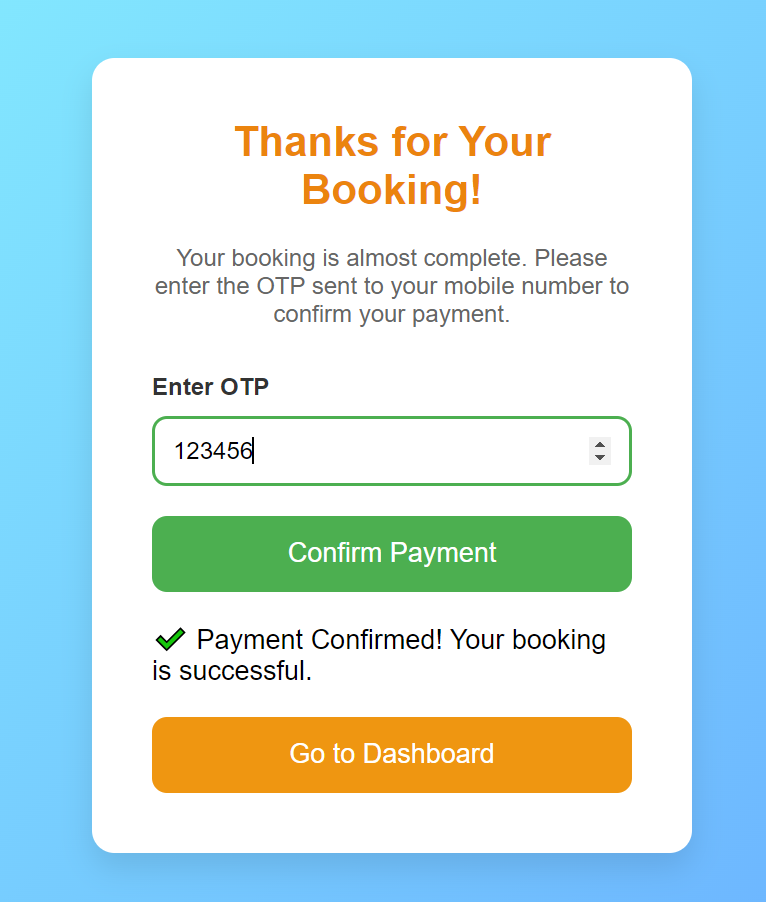 Thanks for Your
Booking!
Your booking is almost complete. Please
enter the OTP sent to your mobile number to
confirm your payment.
Enter OTP
123456
Confirm Payment
Payment Confirmed! Your booking
is successful.
Go to Dashboard